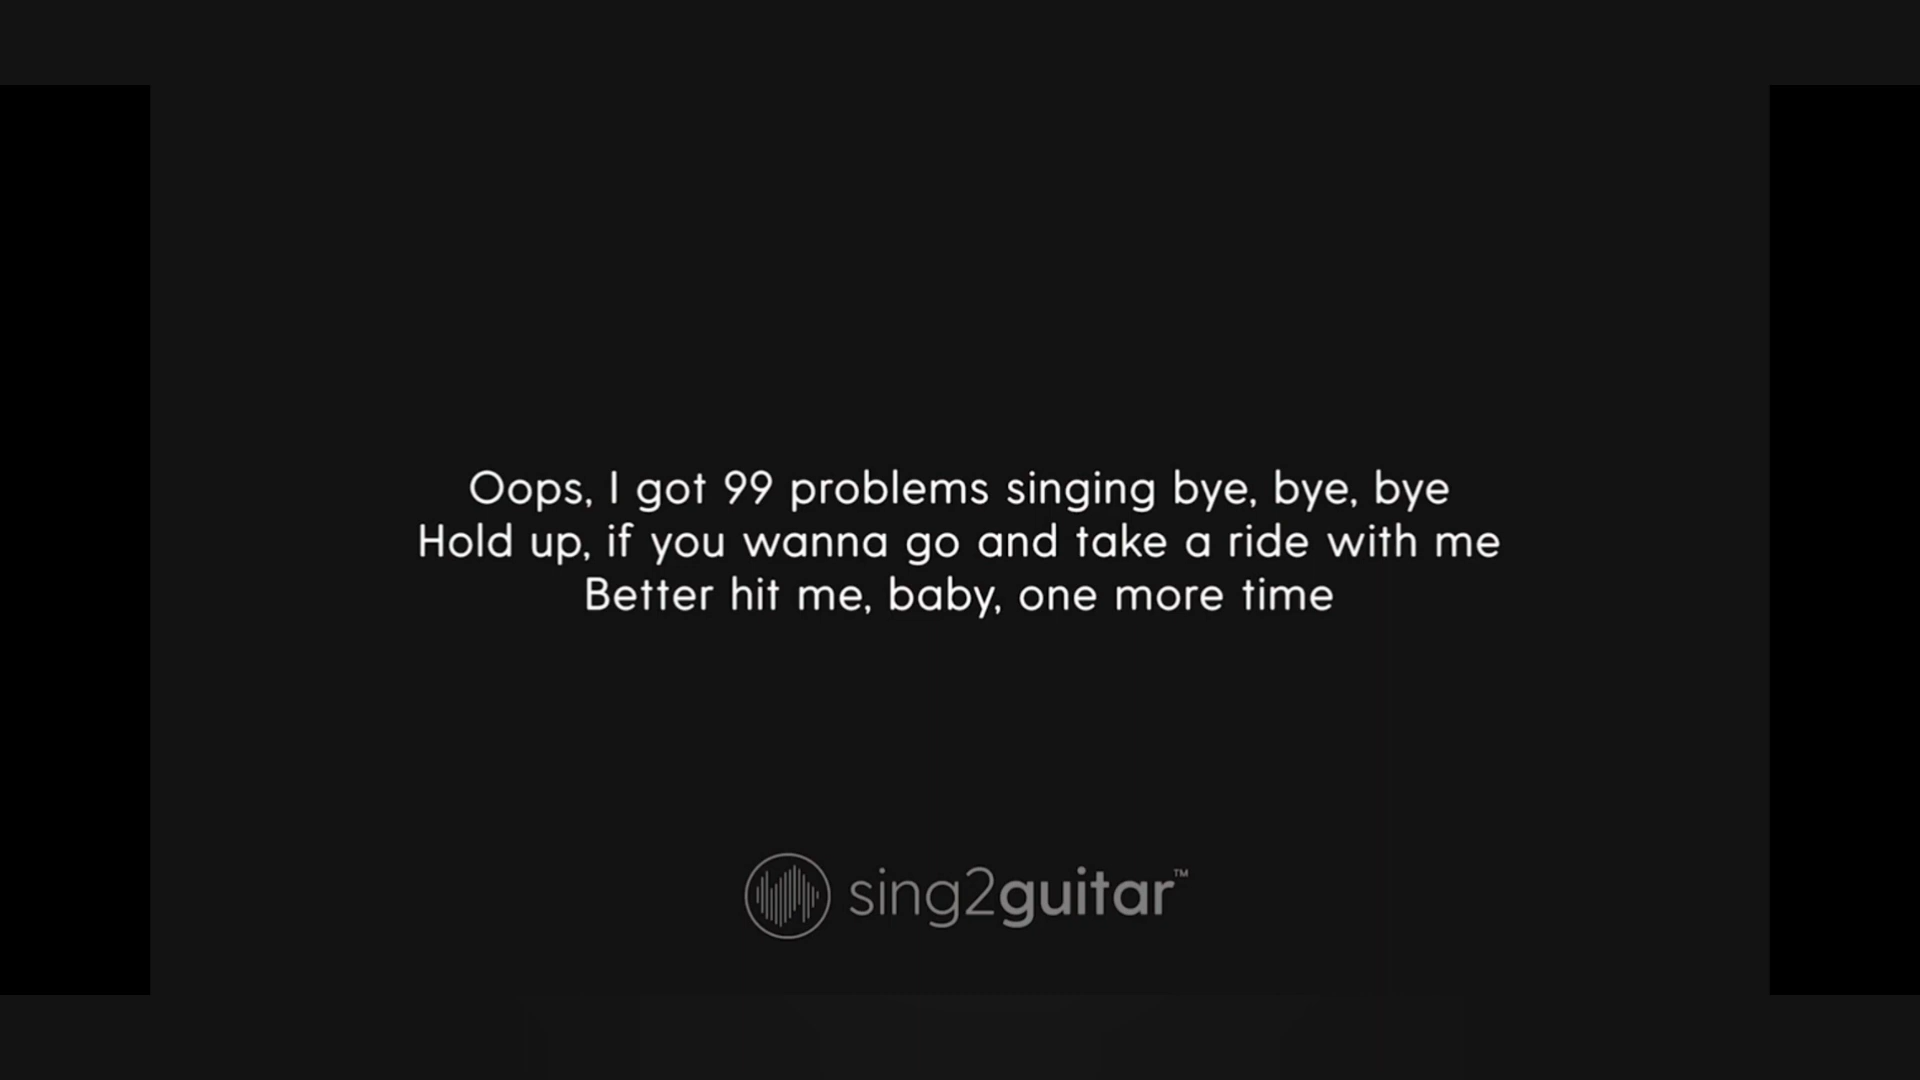 Oops, I got 99 problems singing bye, bye, bye
Hold up, if you wanna go and take a ride with me
Better hit me, baby, one more time
sing2guitar™